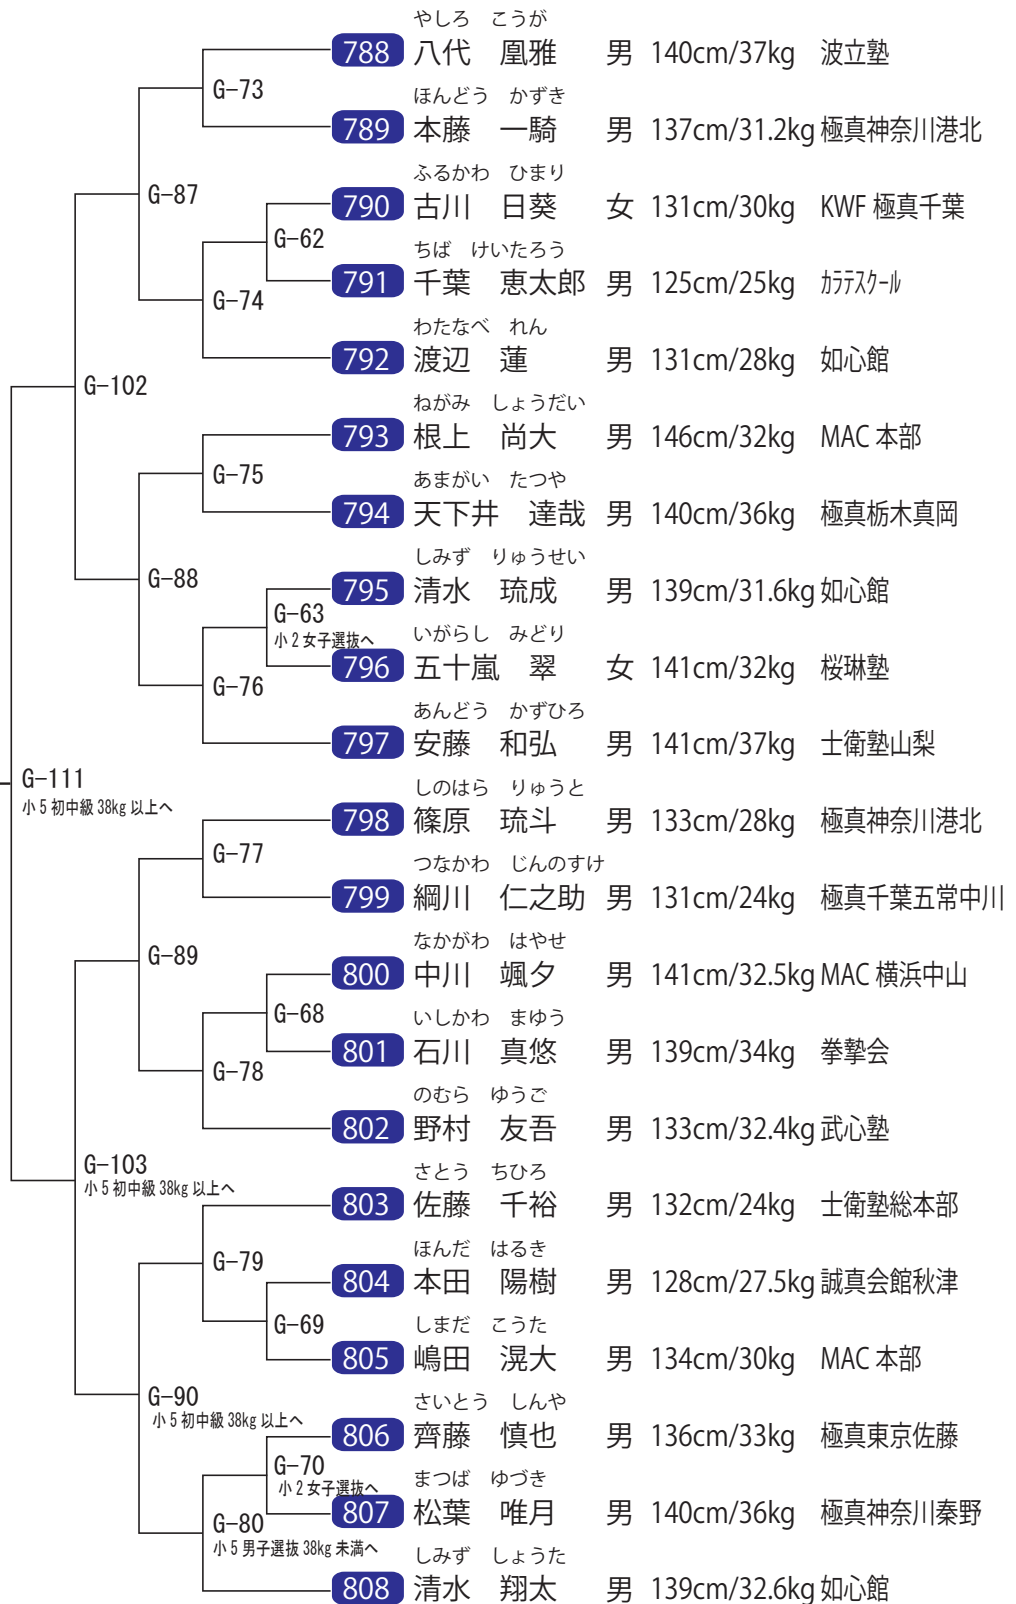 やしろ　こうが
788 八代　凰雅　男 140cm/37kg 波立塾
G-73
ほんどう　かずき
789 本藤　一騎　男 137cm/31.2kg 極真神奈川港北
G-87
ふるかわ　ひまり
790 古川　日葵　女 131cm/30kg KWF 極真千葉
G-62
ちば　けいたろう
791 千葉　恵太郎　男 125cm/25kg ｶﾗﾃｽｸｰﾙ
G-74
わたなべ　れん
792 渡辺　蓮　男 131cm/28kg 如心館
G-102
ねがみ　しょうだい
793 根上　尚大　男 146cm/32kg MAC 本部
G-75
あまがい　たつや
794 天下井　達哉　男 140cm/36kg 極真栃木真岡
G-88
しみず　りゅうせい
795 清水　琉成　男 139cm/31.6kg 如心館
G-63
小 2 女子選抜へ
いがらし　みどり
796 五十嵐　翠　女 141cm/32kg 桜琳塾
G-76
あんどう　かずひろ
797 安藤　和弘　男 141cm/37kg 士衛塾山梨
G-111
小 5 初中級 38kg 以上へ
しのはら　りゅうと
798 篠原　琉斗　男 133cm/28kg 極真神奈川港北
G-77
つなかわ　じんのすけ
799 綱川　仁之助　男 131cm/24kg 極真千葉五常中川
G-89
なかがわ　はやせ
800 中川　颯夕　男 141cm/32.5kg MAC 横浜中山
G-68
いしかわ　まゆう
801 石川　真悠　男 139cm/34kg 拳摯会
G-78
のむら　ゆうご
802 野村　友吾　男 133cm/32.4kg 武心塾
G-103
小 5 初中級 38kg 以上へ
さとう　ちひろ
803 佐藤　千裕　男 132cm/24kg 士衛塾総本部
G-79
ほんだ　はるき
804 本田　陽樹　男 128cm/27.5kg 誠真会館秋津
G-69
しまだ　こうた
805 嶋田　滉大　男 134cm/30kg MAC 本部
G-90
小 5 初中級 38kg 以上へ
さいとう　しんや
806 齊藤　慎也　男 136cm/33kg 極真東京佐藤
G-70
小 2 女子選抜へ
まつば　ゆづき
807 松葉　唯月　男 140cm/36kg 極真神奈川秦野
G-80
小 5 男子選抜 38kg 未満へ
しみず　しょうた
808 清水　翔太　男 139cm/32.6kg 如心館